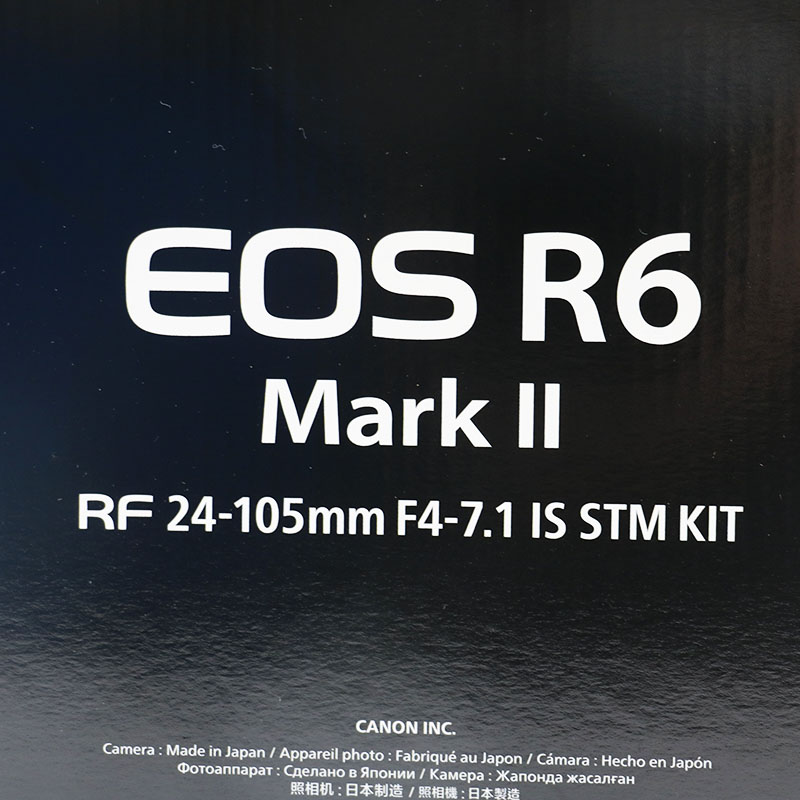 EOS R6
Mark II
RF 24-105mm F4-7.1 IS STM KIT
CANON INC.
Camera : Made in Japan / Appareil photo : Fabriqué au Japon / Cámara : Hecho en Japón
Фотоаппарат : Сделано в Японии / Камера : Жапонда жасалған
照相机 : 日本制造 / 照相機 : 日本製造